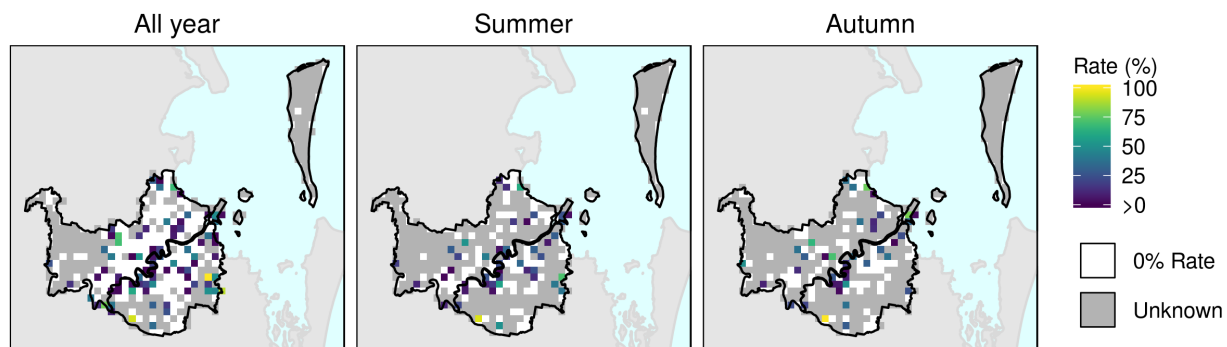 All year
Summer
Autumn
Rate (%)
100
75
50
25
>0
0% Rate
Unknown